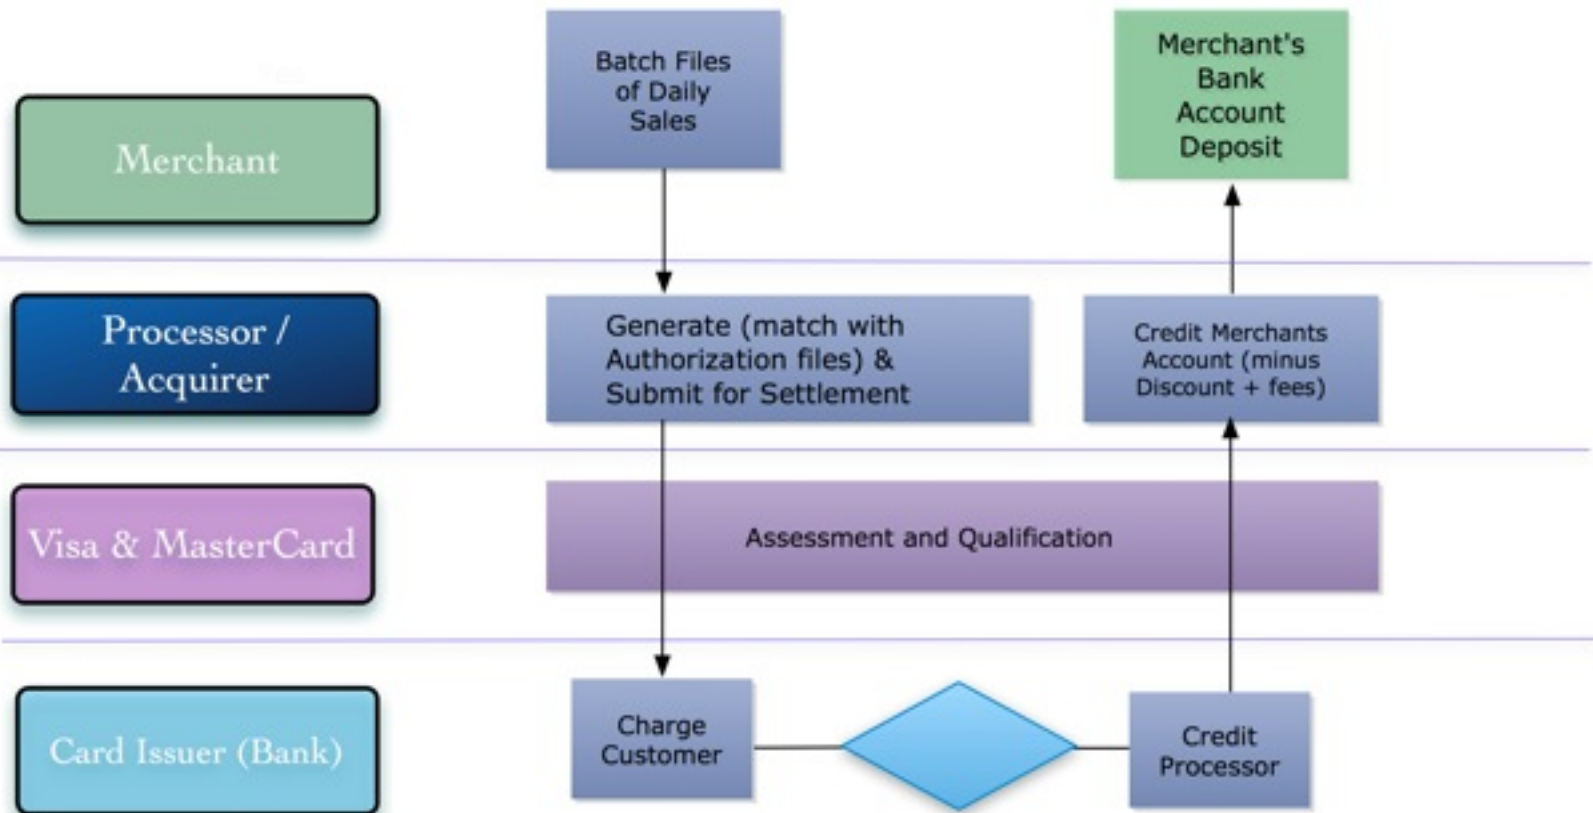 Merchant
Batch Files
of Daily
Sales
Merchant's
Bank
Account
Deposit
Processor /
Acquirer
Generate (match with
Authorization files) &
Submit for Settlement
Credit Merchants
Account (minus
Discount + fees)
Visa & MasterCard
Assessment and Qualification
Card Issuer (Bank)
Charge
Customer
Credit
Processor